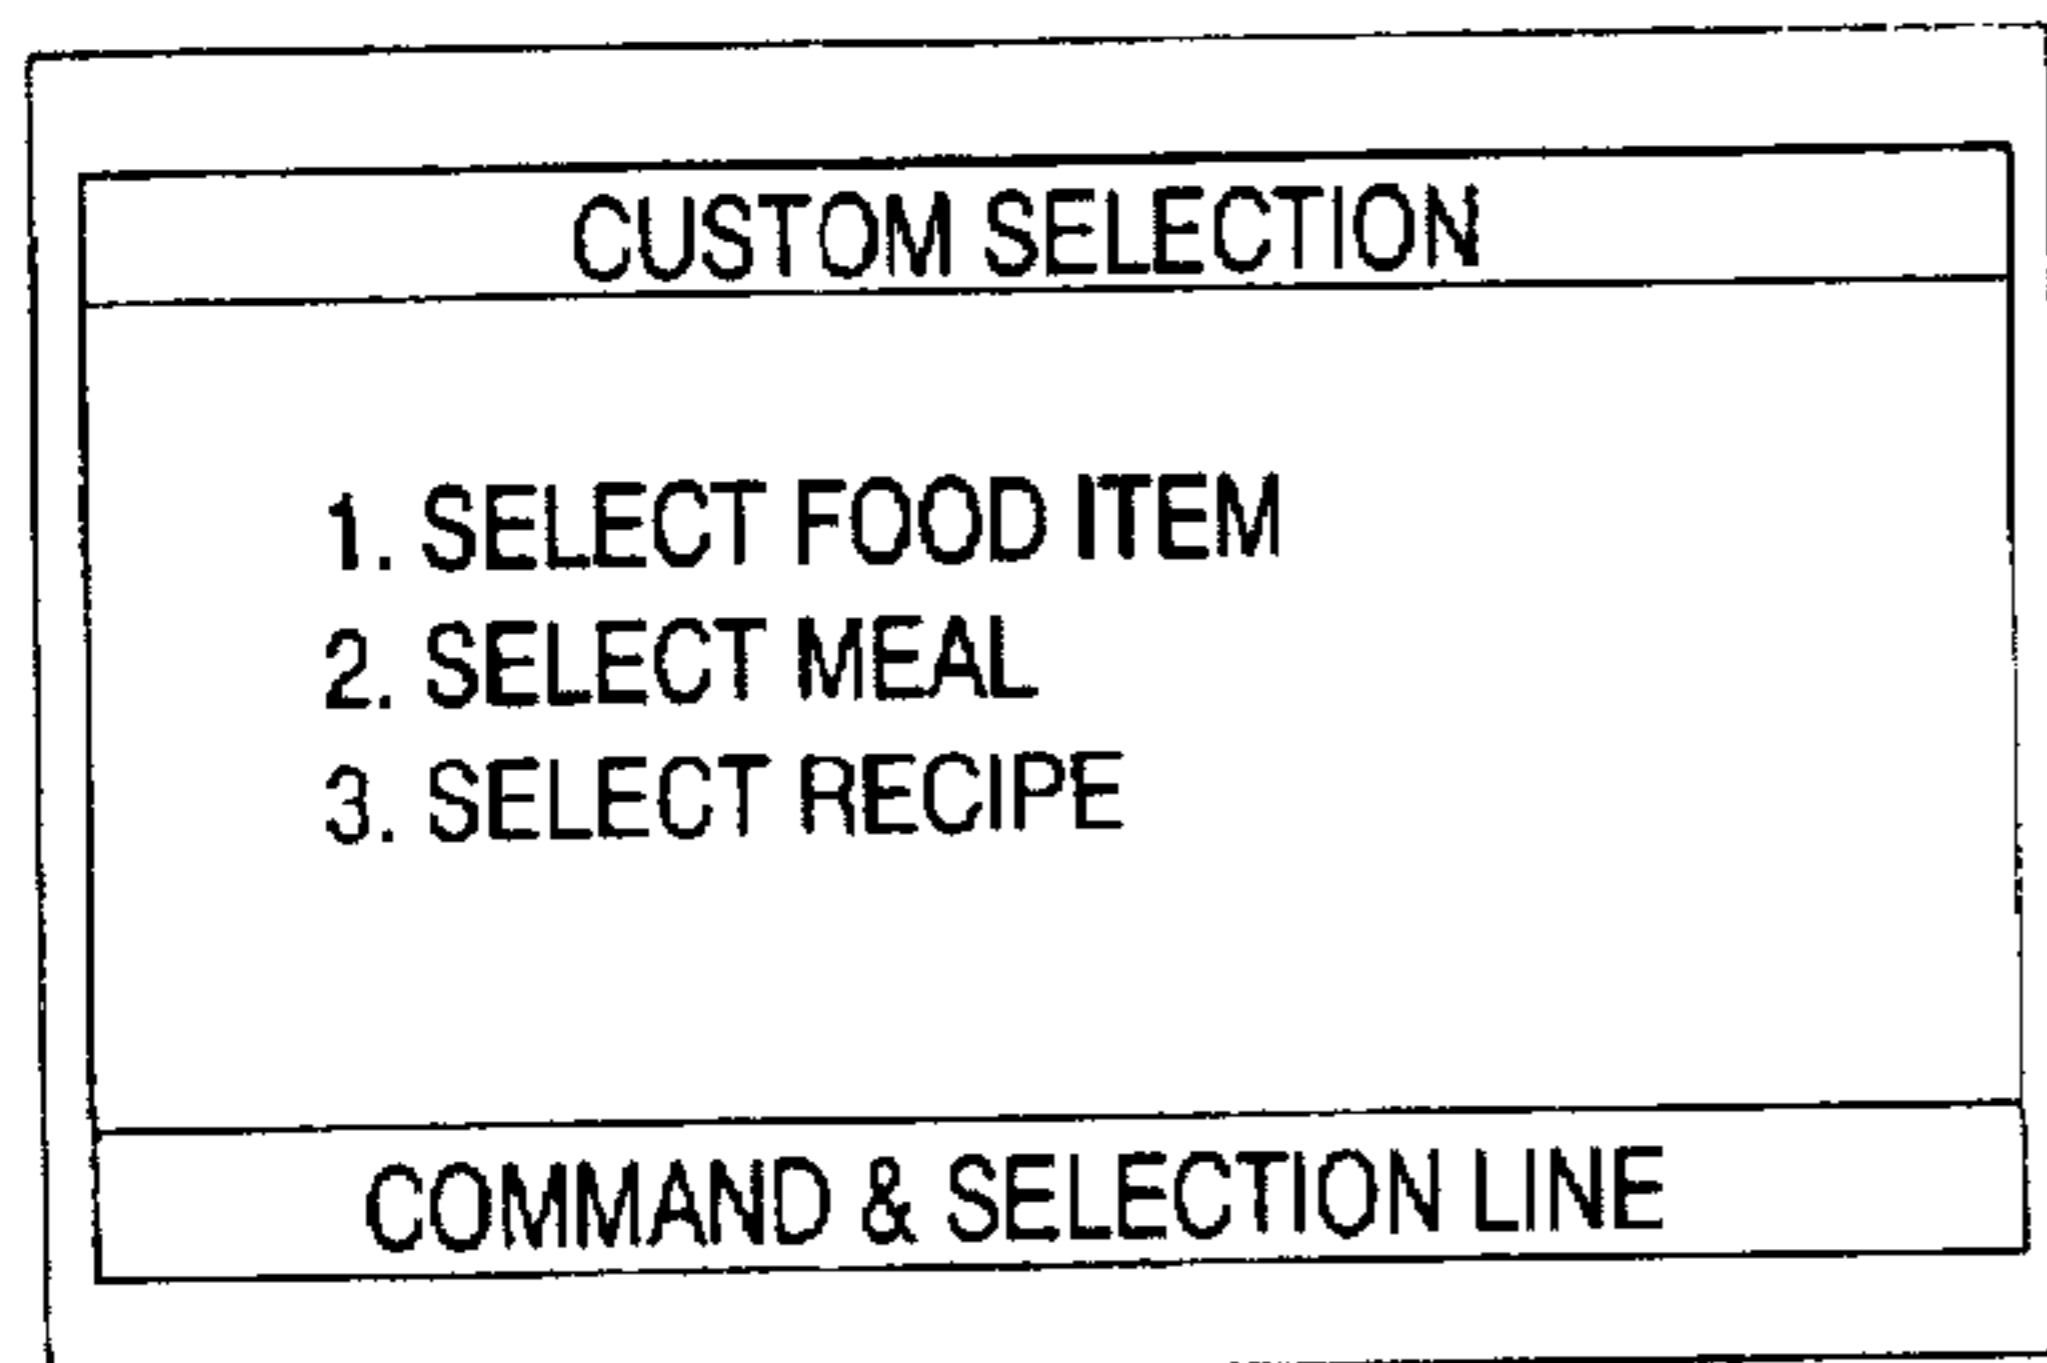 CUSTOM SELECTION
1. SELECT FOOD ITEM
2. SELECT MEAL
3. SELECT RECIPE
COMMAND & SELECTION LINE